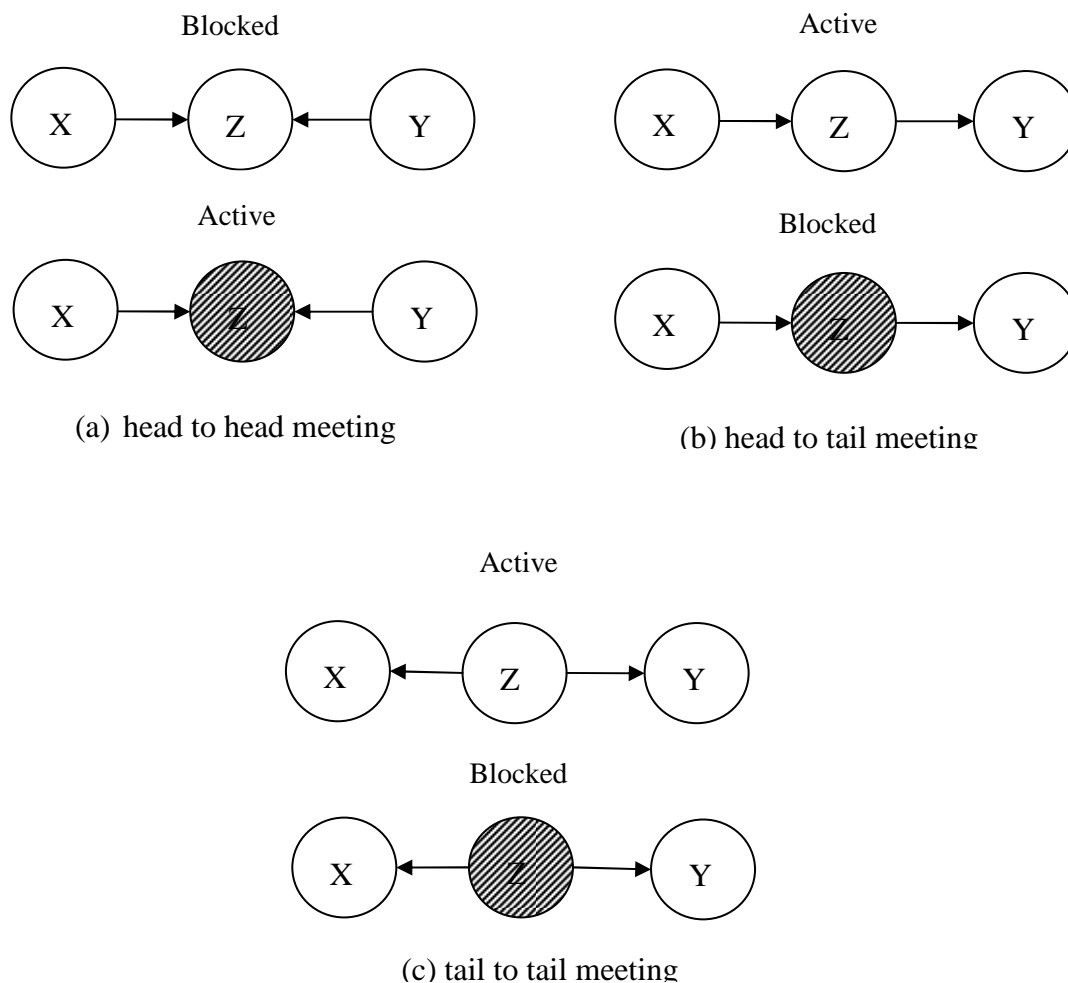 Blocked
X Z Y
Active
X Z Y
(a) head to head meeting
Active
X Z Y
Blocked
X Z Y
(b) head to tail meeting
Active
X Z Y
Blocked
X Z Y
(c) tail to tail meeting